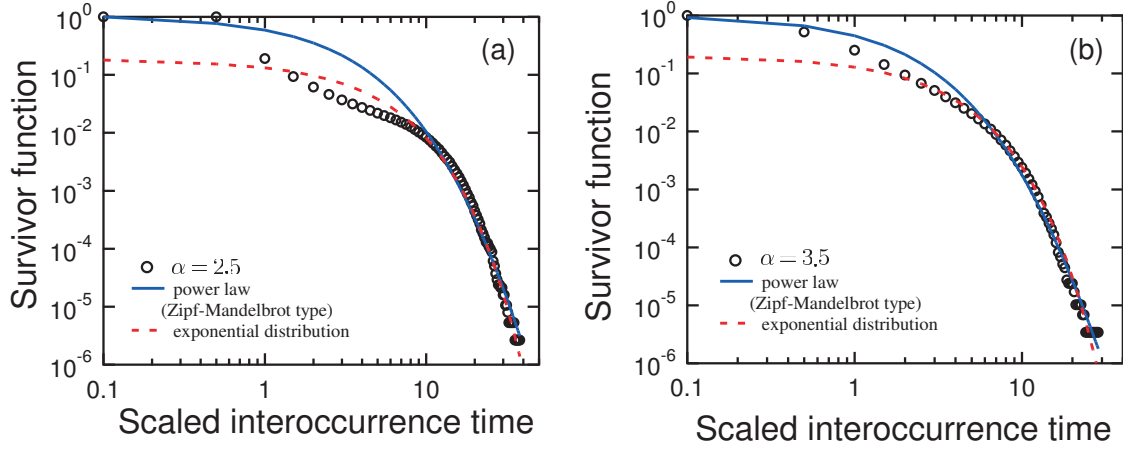 (a)
Survivor function
10^0
10^-1
10^-2
10^-3
10^-4
10^-5
10^-6
α = 2.5
power law
(Zipf-Mandelbrot type)
exponential distribution
0.1 1 10
Scaled interoccurrence time
(b)
Survivor function
10^0
10^-1
10^-2
10^-3
10^-4
10^-5
10^-6
α = 3.5
power law
(Zipf-Mandelbrot type)
exponential distribution
0.1 1 10
Scaled interoccurrence time